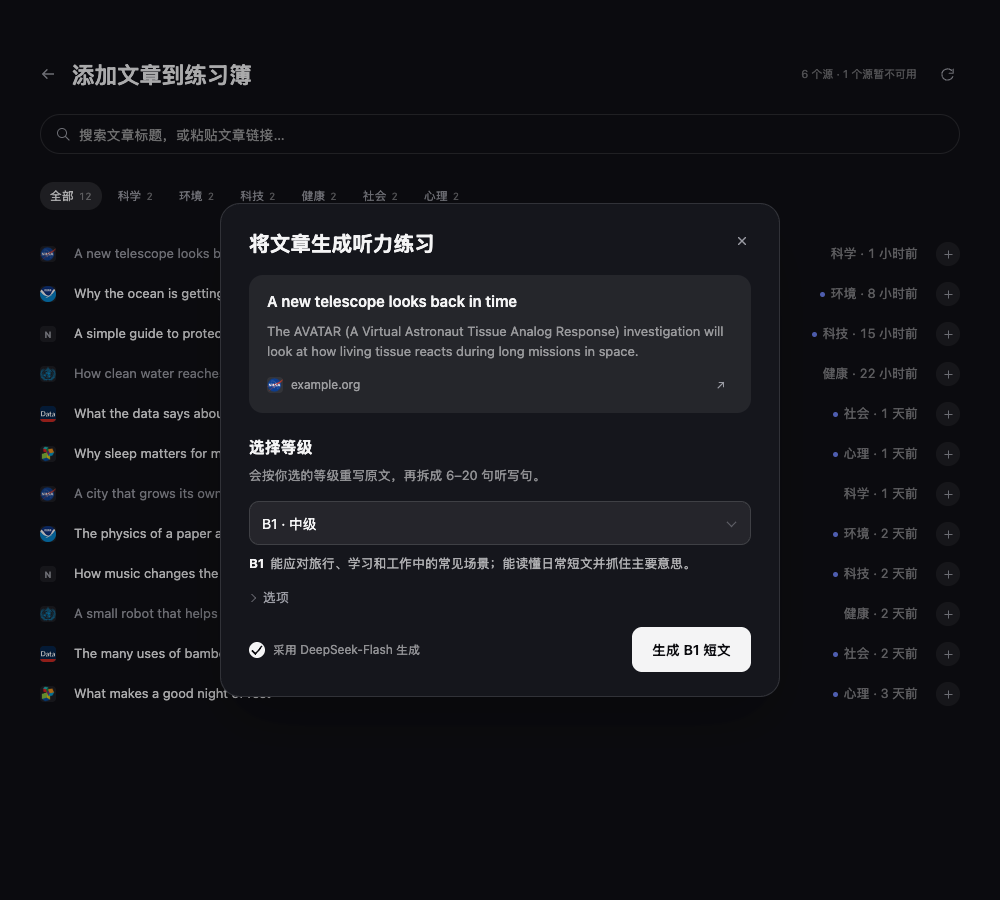 添加文章到练习簿
6 个源 · 1 个源暂不可用
搜索文章标题，或粘贴文章链接...
全部 12 科学 2 环境 2 科技 2 健康 2 社会 2 心理 2
将文章生成听力练习
A new telescope looks back in time
The AVATAR (A Virtual Astronaut Tissue Analog Response) investigation will
look at how living tissue reacts during long missions in space.
example.org
选择等级
会按你选的等级重写原文，再拆成 6–20 句听写句。
B1 · 中级
B1 能应对旅行、学习和工作中的常见场景；能读懂日常短文并抓住主要意思。
选项
采用 DeepSeek-Flash 生成
生成 B1 短文
A new telescope looks b
科学 · 1 小时前
Why the ocean is getting
环境 · 8 小时前
N
A simple guide to protec
科技 · 15 小时前
How clean water reache
健康 · 22 小时前
Data
What the data says abou
社会 · 1 天前
Why sleep matters for m
心理 · 1 天前
A city that grows its own
科学 · 1 天前
The physics of a paper a
环境 · 2 天前
N
How music changes the
科技 · 2 天前
A small robot that helps
健康 · 2 天前
Data
The many uses of bamb
社会 · 2 天前
What makes a good night
心理 · 3 天前